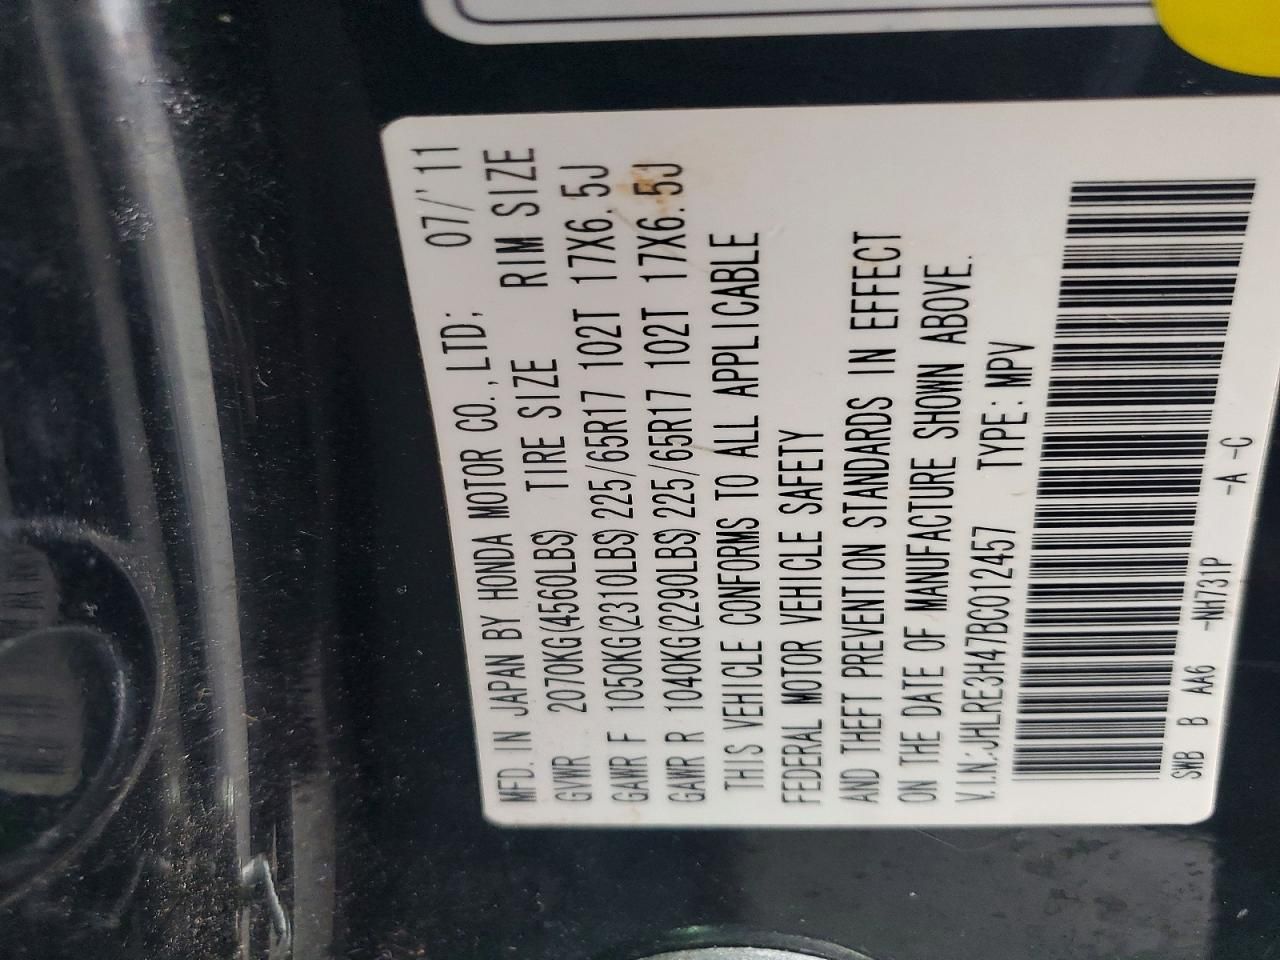 MFD. IN JAPAN BY HONDA MOTOR CO., LTD; 07/'11
GVWR 2070KG(4560LBS) TIRE SIZE RIM SIZE
GAWR F 1050KG(2310LBS) 225/65R17 102T 17X6.5J
GAWR R 1040KG(2290LBS) 225/65R17 102T 17X6.5J
THIS VEHICLE CONFORMS TO ALL APPLICABLE
FEDERAL MOTOR VEHICLE SAFETY
AND THEFT PREVENTION STANDARDS IN EFFECT
ON THE DATE OF MANUFACTURE SHOWN ABOVE.
V.I.N.:JHLRE3H47BC012457 TYPE: MPV
SWB B AA6 -NH731P -A -C